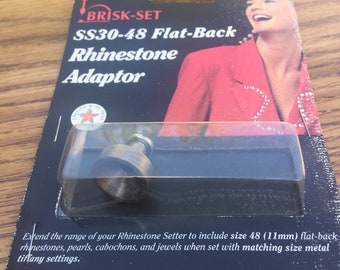 BRISK-SET
SS30-48 Flat-Back
Rhinestone
Adaptor
Extend the range of your Rhinestone Setter to include size 48 (11mm) flat-back
rhinestones, pearls, cabochons, and jewels when set with matching size metal
tiffany settings.